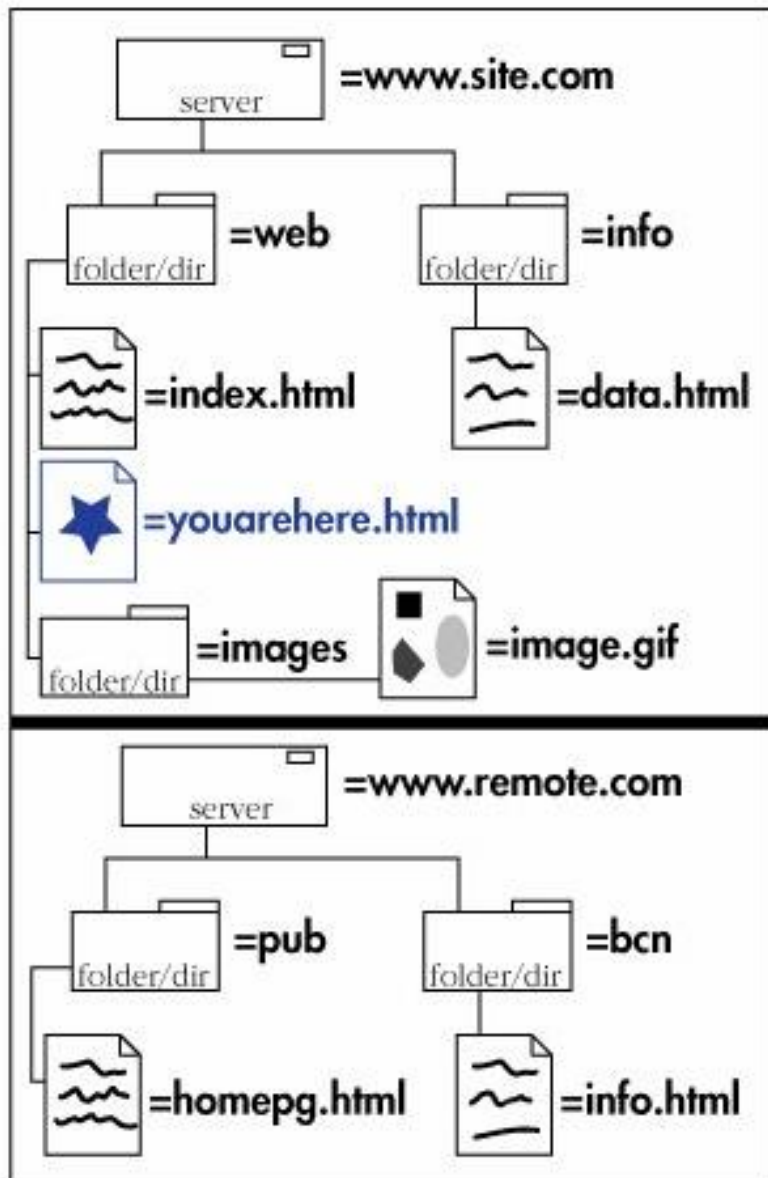 server =www.site.com
folder/dir =web folder/dir =info
=index.html =data.html
=youarehere.html
folder/dir =images =image.gif
server =www.remote.com
folder/dir =pub folder/dir =bcn
=homepg.html =info.html